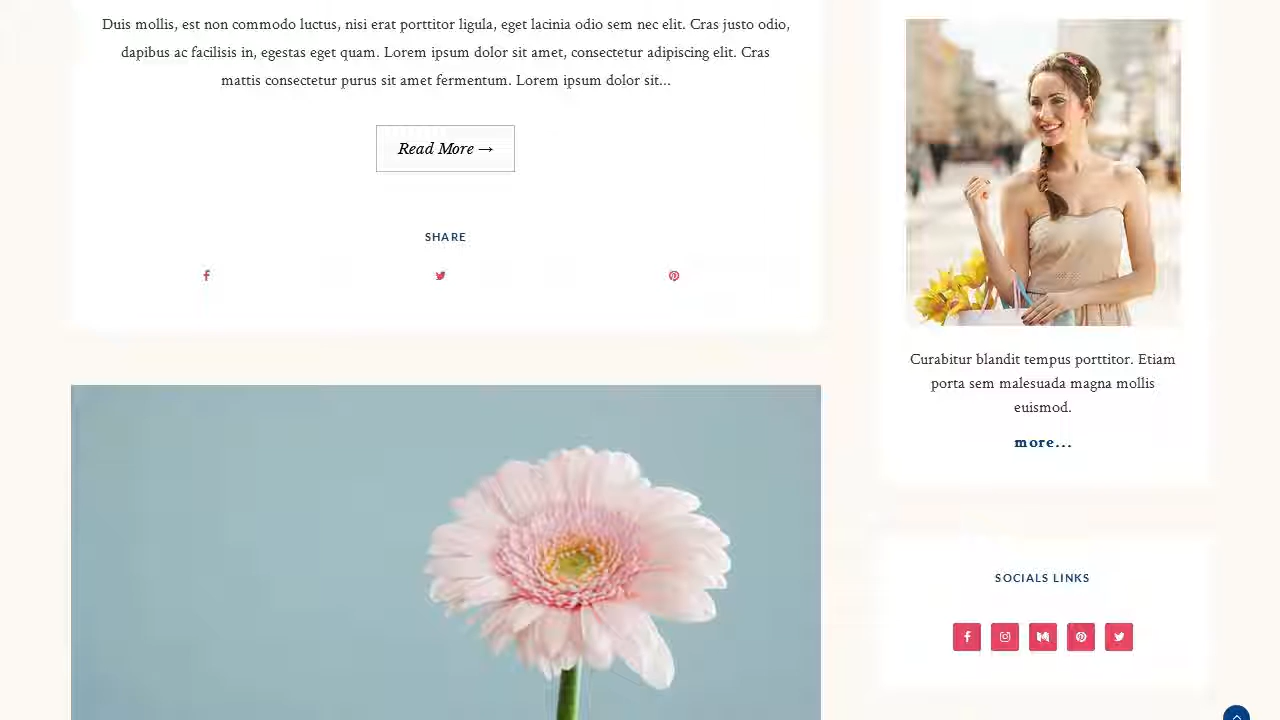 Duis mollis, est non commodo luctus, nisi erat porttitor ligula, eget lacinia odio sem nec elit. Cras justo odio,
dapibus ac facilisis in, egestas eget quam. Lorem ipsum dolor sit amet, consectetur adipiscing elit. Cras
mattis consectetur purus sit amet fermentum. Lorem ipsum dolor sit...
Read More →
SHARE
Curabitur blandit tempus porttitor. Etiam
porta sem malesuada magna mollis
euismod.
more...
SOCIALS LINKS